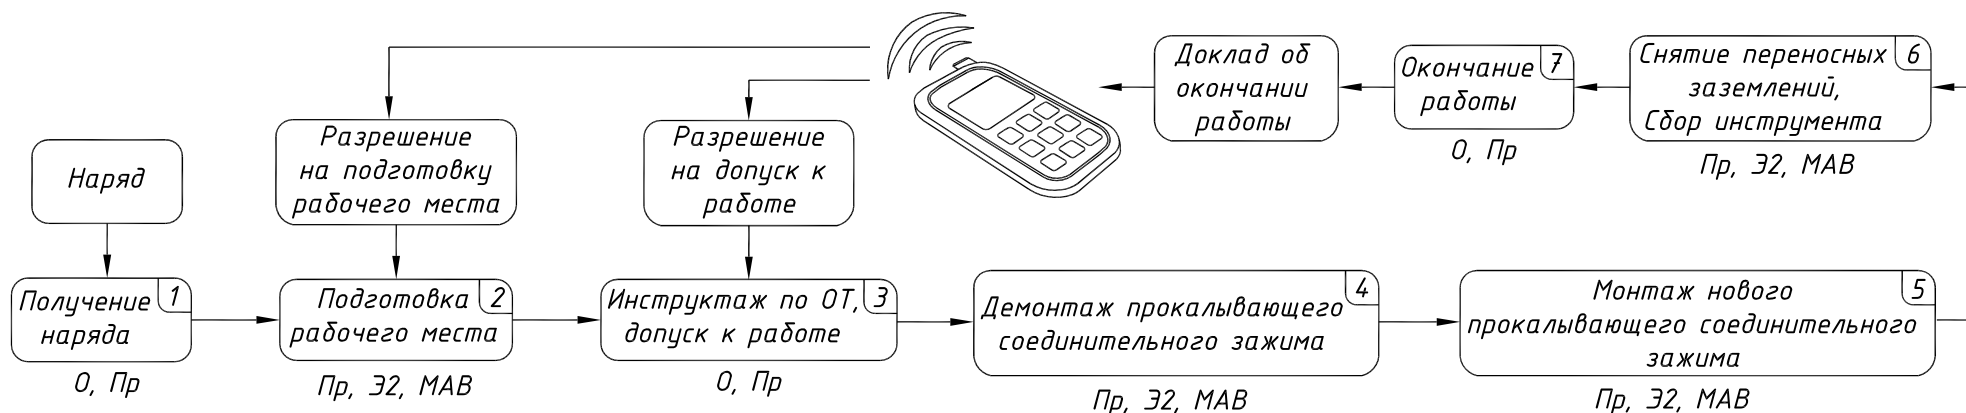 Наряд
Получение
наряда
1
О, Пр
Разрешение
на подготовку
рабочего места
Подготовка
рабочего места
2
Пр, Э2, МАВ
Разрешение
на допуск к
работе
Инструктаж по ОТ,
допуск к работе
3
О, Пр
Демонтаж прокалывающего
соединительного зажима
4
Пр, Э2, МАВ
Монтаж нового
прокалывающего соединительного
зажима
5
Пр, Э2, МАВ
Снятие переносных
заземлений,
Сбор инструмента
6
Пр, Э2, МАВ
Окончание
работы
7
О, Пр
Доклад об
окончании
работы